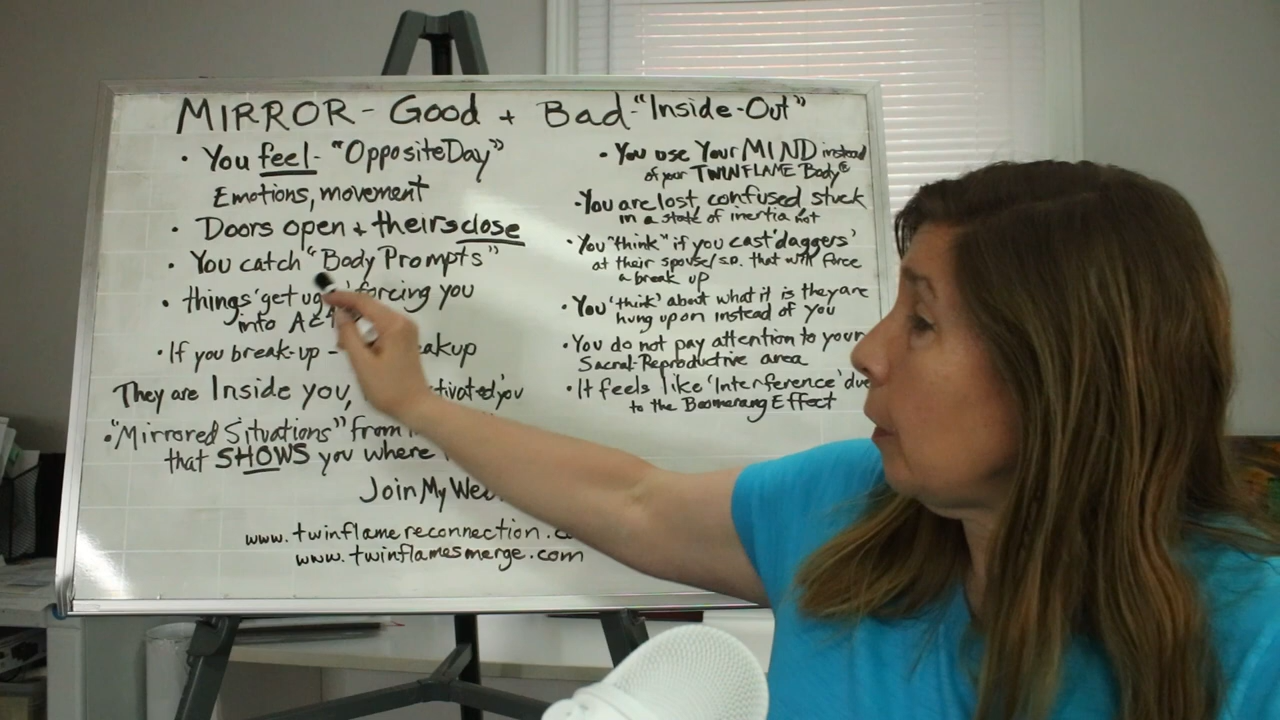 MIRROR - Good + Bad - "Inside-Out"
• You feel - "Opposite Day"
Emotions, movement
• Doors open + theirs close
• You catch "Body Prompts"
• things 'get forcing you
into
• If you break-up -
They are Inside you,
• "Mirrored Situations" from
that SHOWS you where
Join My
www.twinflamereconnection.
www.twinflamesmerge.com
• You use Your MIND instead
of your TWINFLAME Body®
• You are lost, confused stuck
in a state of inertia not
• You "think" if you cast 'daggers'
at their spouse/s.o. that will force
a break up
• You 'think' about what it is they are
hung up on instead of you
• You do not pay attention to your
Sacral-Reproductive area
• It feels like 'Interference' due
to the Boomerang Effect